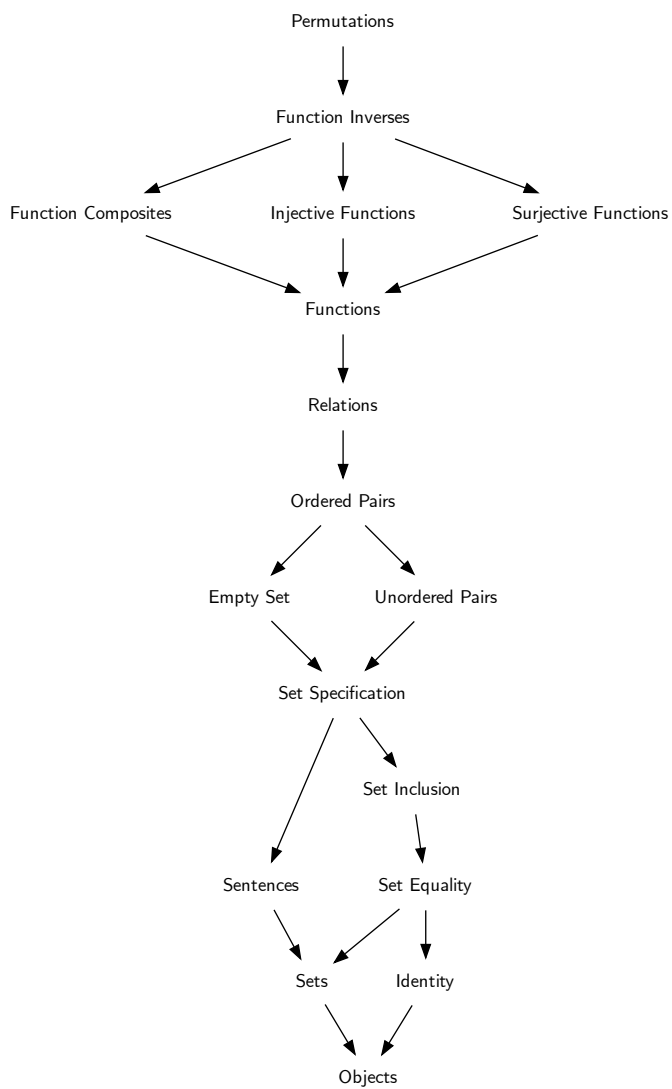 Permutations
Function Inverses
Function Composites
Injective Functions
Surjective Functions
Functions
Relations
Ordered Pairs
Empty Set
Unordered Pairs
Set Specification
Set Inclusion
Sentences
Set Equality
Sets
Identity
Objects